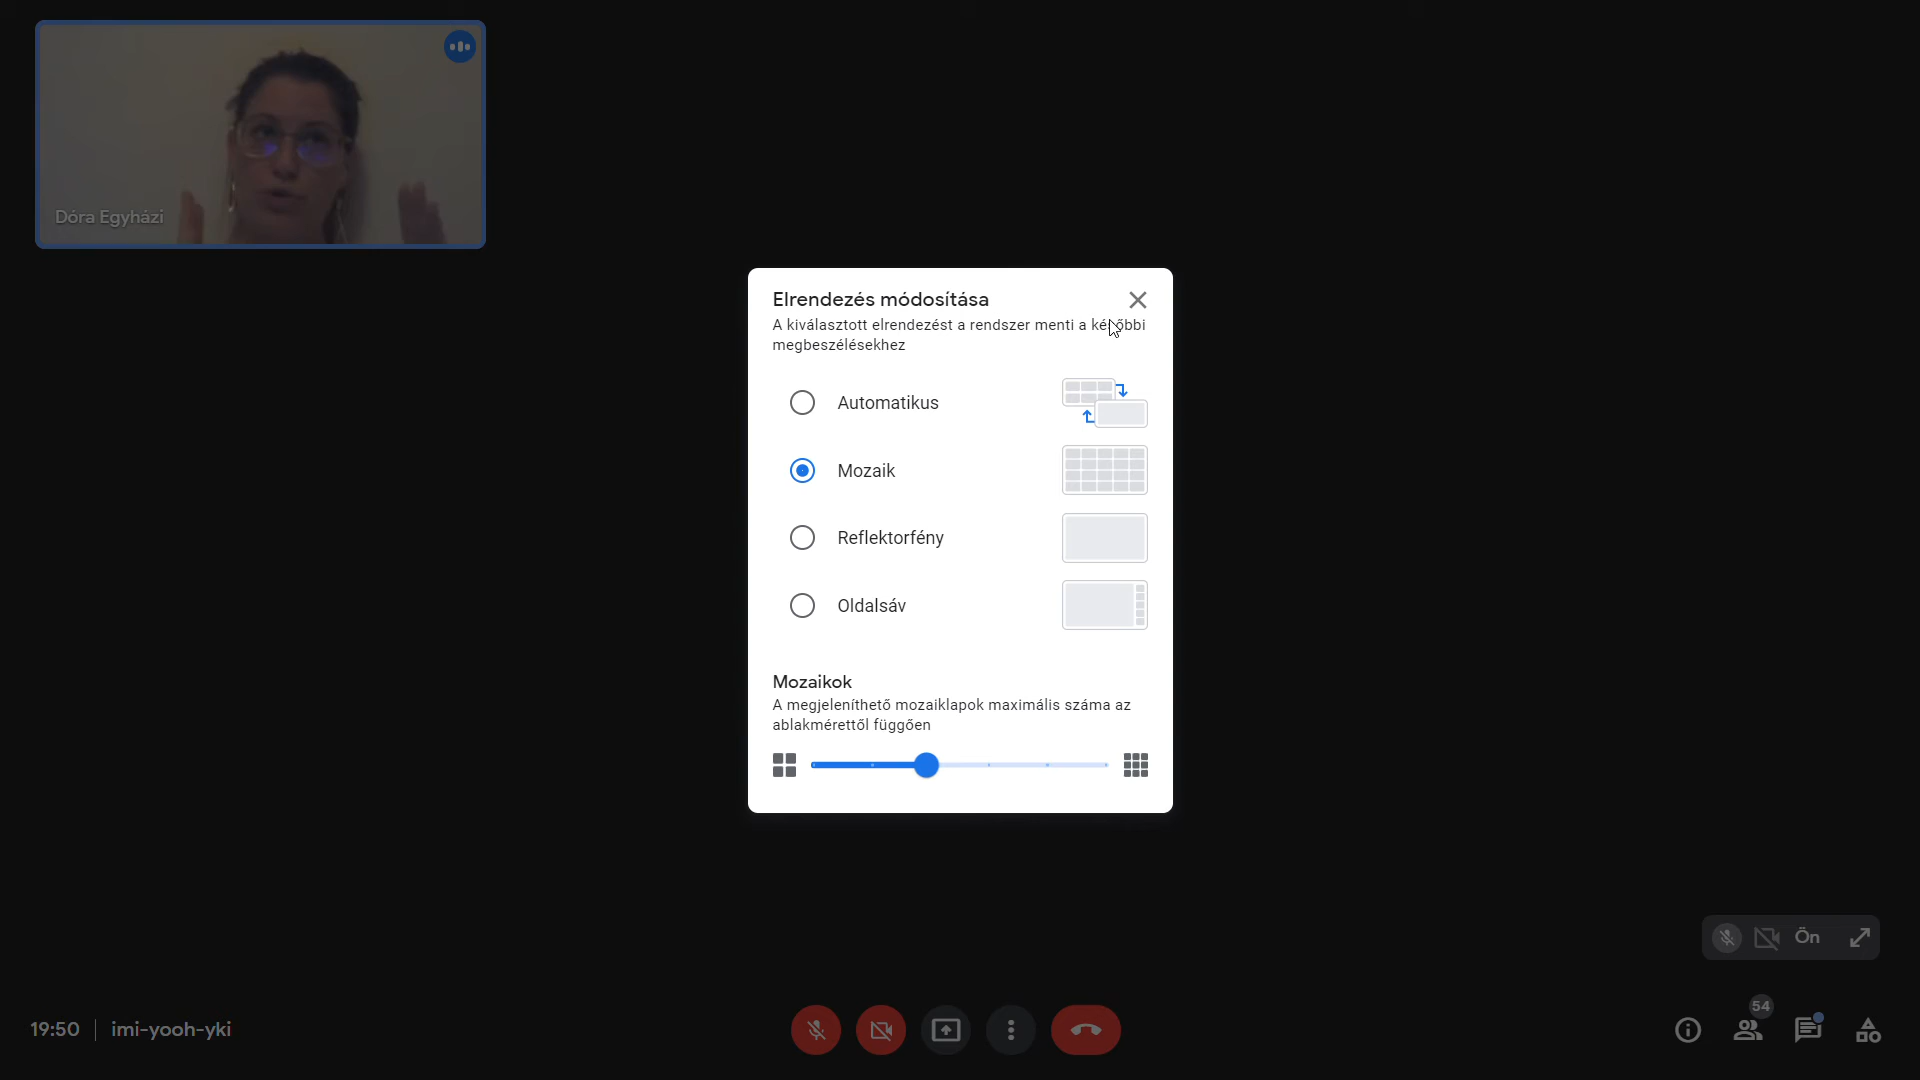 Dóra Egyházi
Elrendezés módosítása
A kiválasztott elrendezést a rendszer menti a későbbi
megbeszélésekhez
Automatikus
Mozaik
Reflektorfény
Oldalsáv
Mozaikok
A megjeleníthető mozaiklapok maximális száma az
ablakmérettől függően
Ön
19:50 | imi-yooh-yki
54